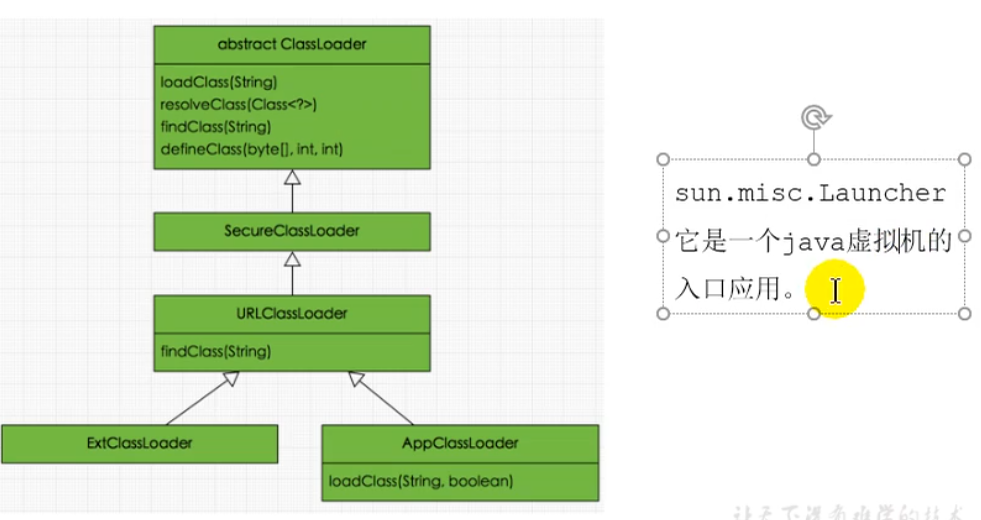 abstract ClassLoader
loadClass(String)
resolveClass(Class<?>)
findClass(String)
defineClass(byte[], int, int)
SecureClassLoader
URLClassLoader
findClass(String)
ExtClassLoader
AppClassLoader
loadClass(String, boolean)
sun.misc.Launcher
它是一个java虚拟机的
入口应用。
让天下没有难学的技术